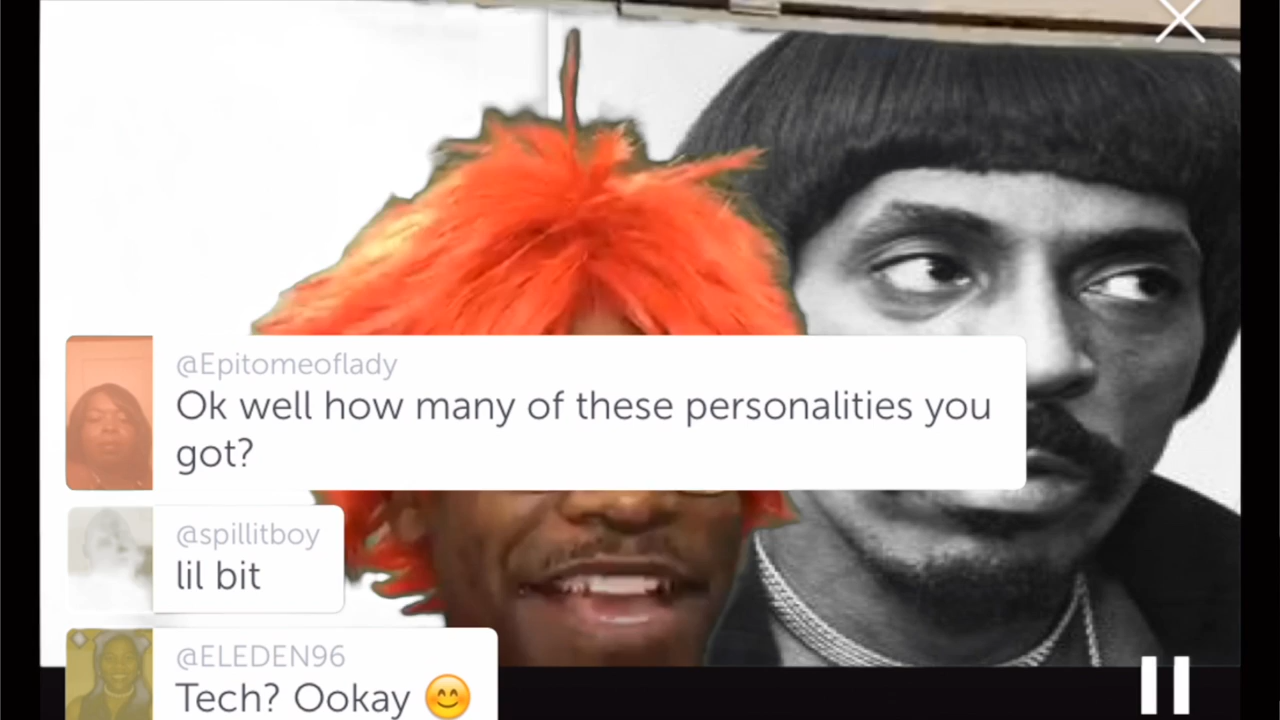 @Epitomeoflady
Ok well how many of these personalities you
got?
@spillitboy
lil bit
@ELEDEN96
Tech? Ookay 😊